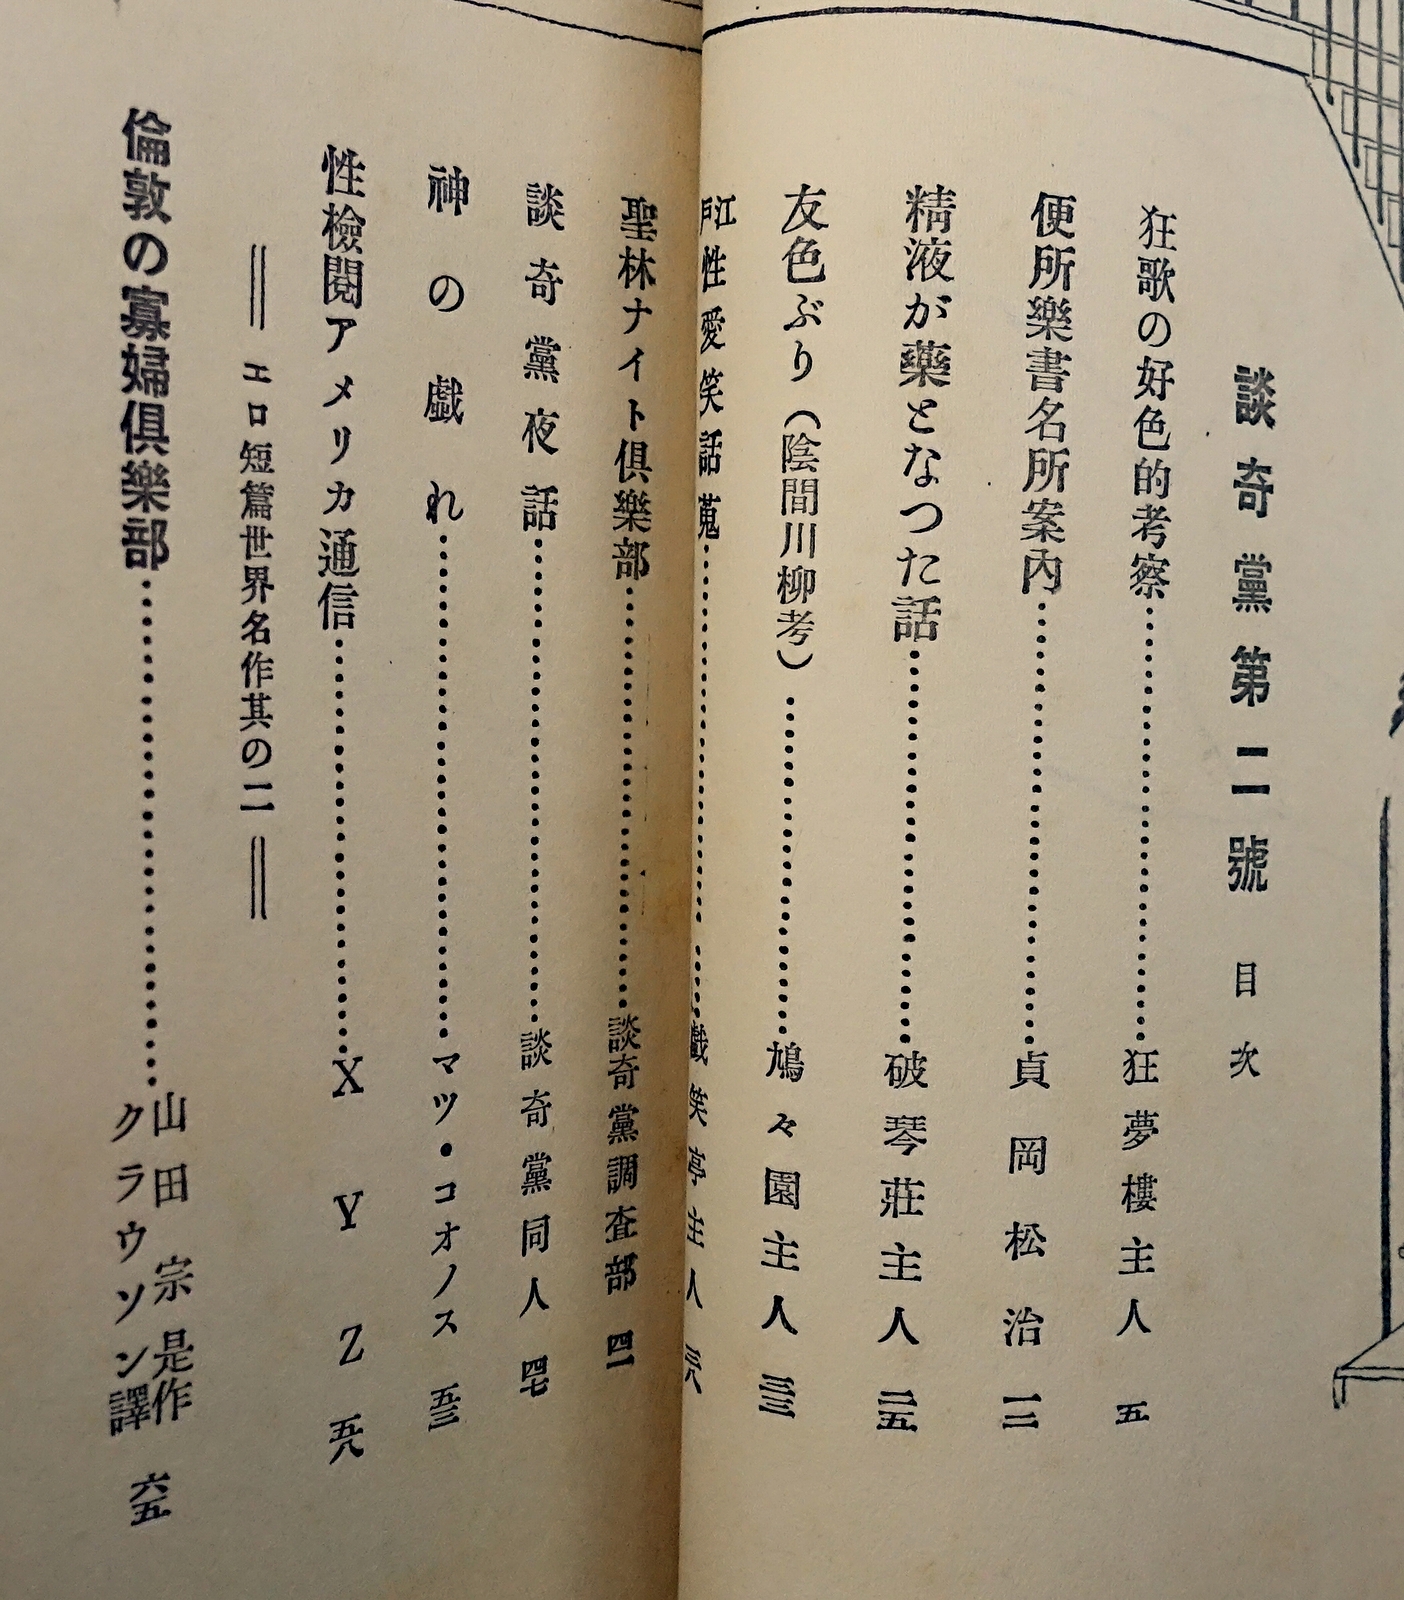 談奇黨第二號 目次
狂歌の好色的考察……………狂夢樓主人 五
便所樂書名所案內……………貞岡松治 一二
精液が藥となつた話……………破琴莊主人 二五
友色ぶり（陰間川柳考）……………鳩々園主人 三三
江戸性愛笑話蒐……………戲笑亭主人
聖林ナイト倶樂部……………談奇黨調査部 四一
談奇黨夜話……………談奇黨同人 四七
神の戯れ……………マツ・コオノス 五三
性檢閱アメリカ通信……………X Y Z 五八
＝エロ短篇世界名作其の二＝
倫敦の寡婦倶樂部……………山田宗是作 クラウソン譯 六五